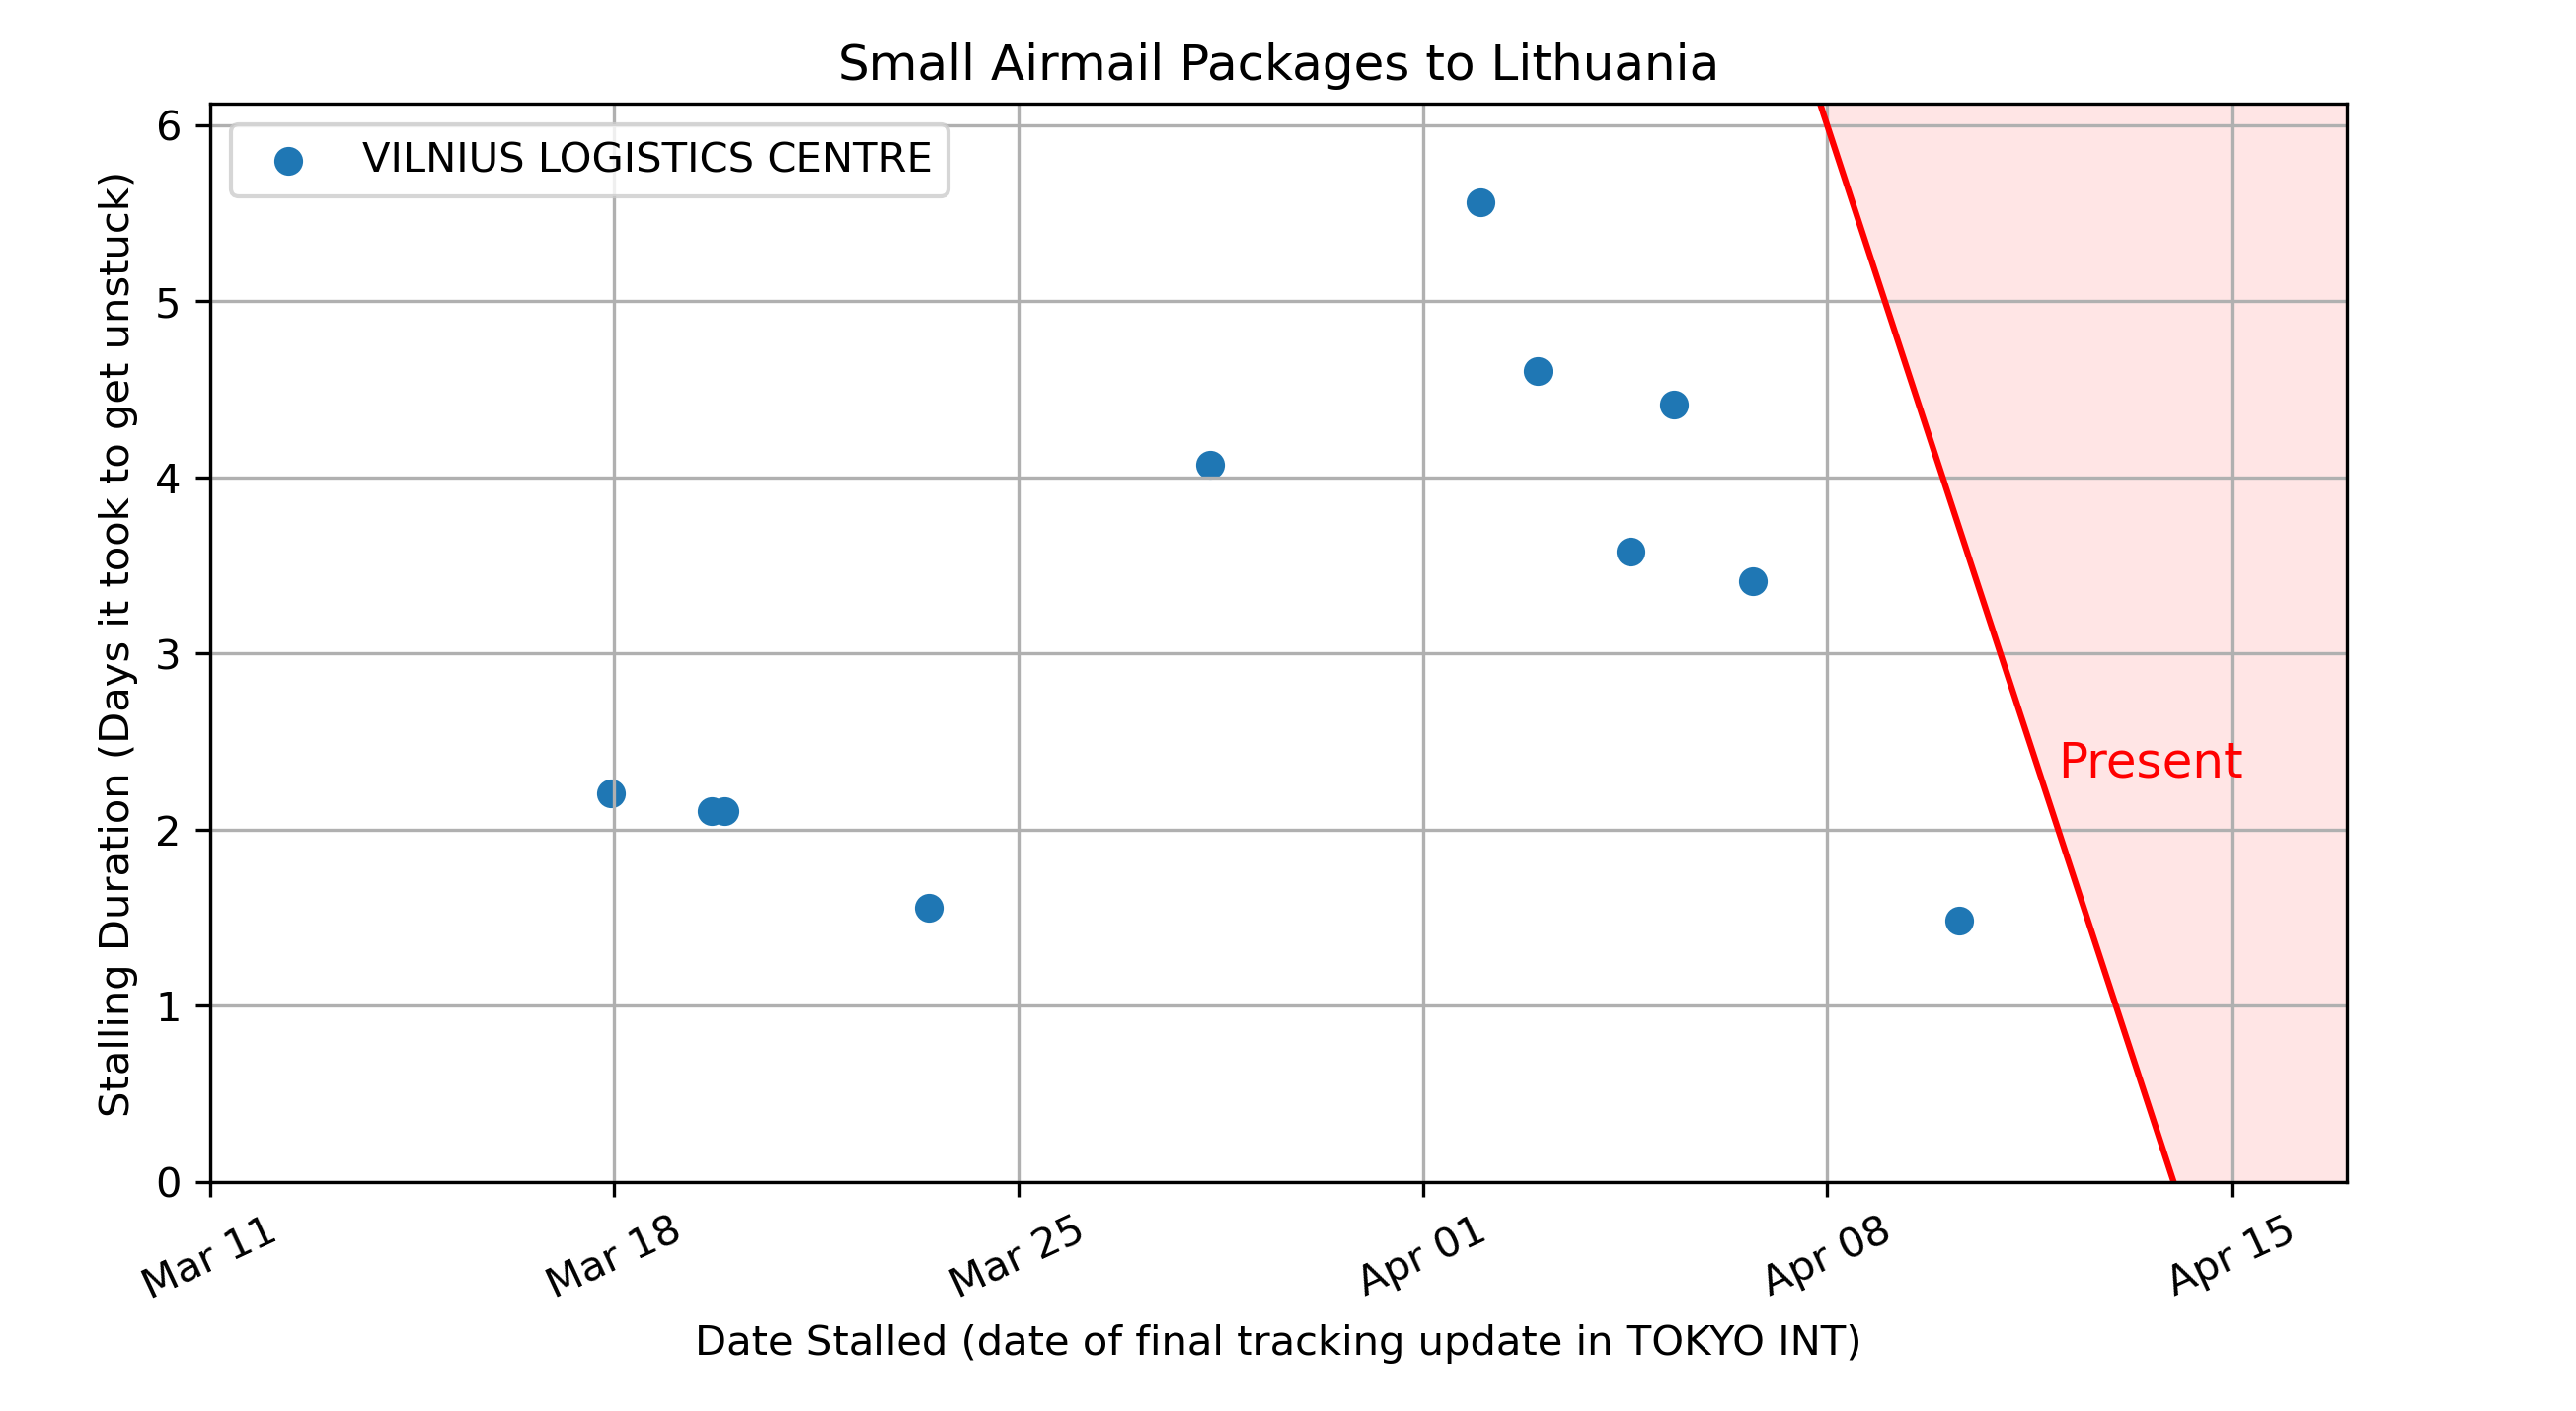 Small Airmail Packages to Lithuania
VILNIUS LOGISTICS CENTRE
Stalling Duration (Days it took to get unstuck)
6
5
4
3
2
1
0
Present
Mar 11
Mar 18
Mar 25
Apr 01
Apr 08
Apr 15
Date Stalled (date of final tracking update in TOKYO INT)